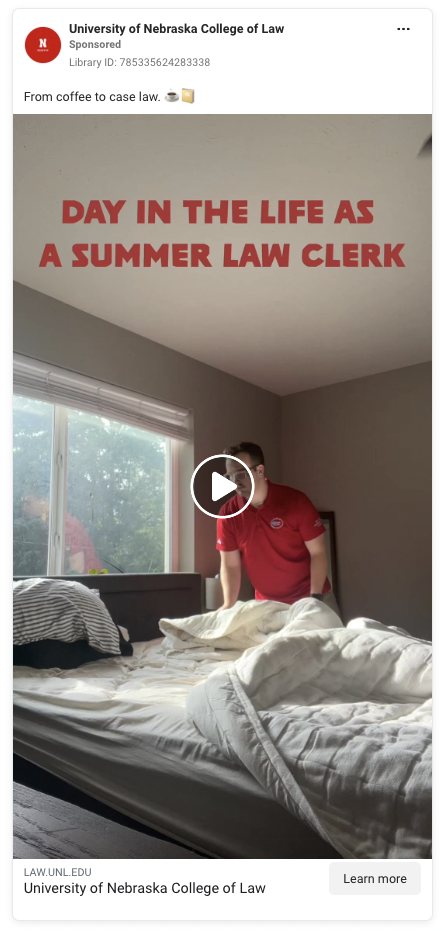 University of Nebraska College of Law
Sponsored
Library ID: 785335624283338
From coffee to case law. ☕📒
DAY IN THE LIFE AS
A SUMMER LAW CLERK
LAW.UNL.EDU
University of Nebraska College of Law
Learn more